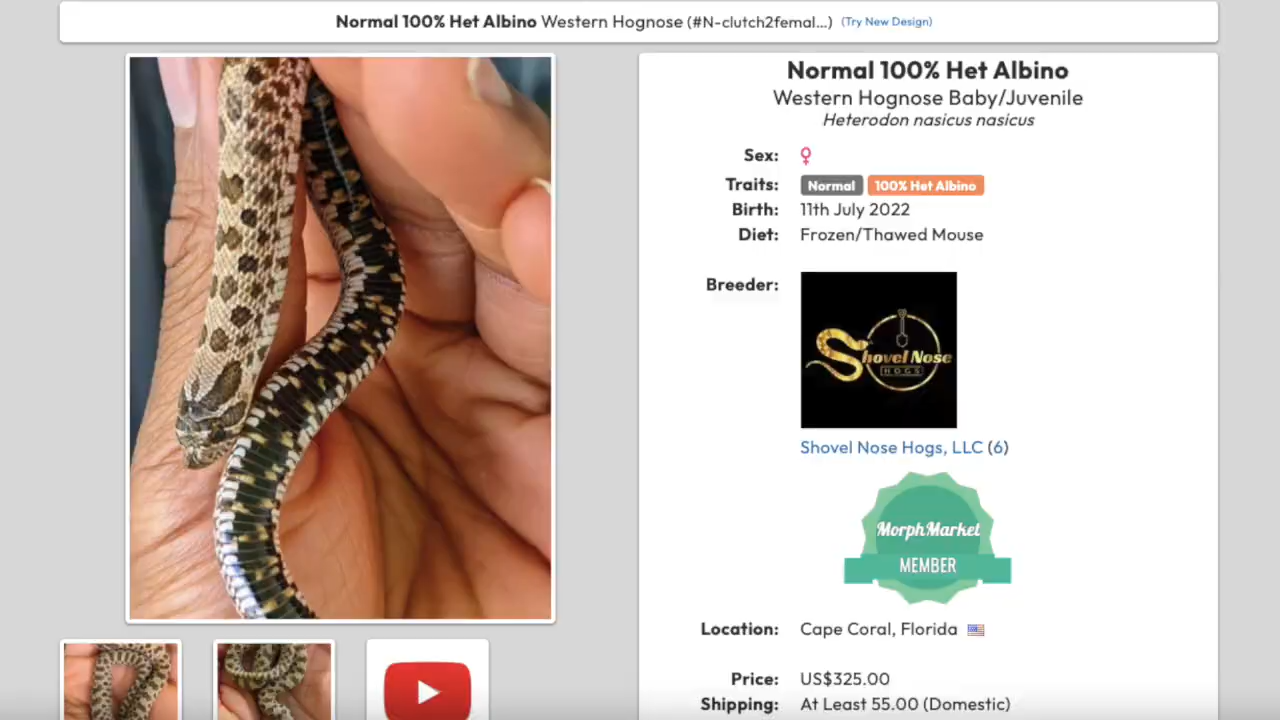 Normal 100% Het Albino Western Hognose (#N-clutch2femal...) (Try New Design)
Normal 100% Het Albino
Western Hognose Baby/Juvenile
Heterodon nasicus nasicus
Sex: ♀
Traits: Normal 100% Het Albino
Birth: 11th July 2022
Diet: Frozen/Thawed Mouse
Breeder:
Shovel Nose
HOGS
Shovel Nose Hogs, LLC (6)
MorphMarket
MEMBER
Location: Cape Coral, Florida
Price: US$325.00
Shipping: At Least 55.00 (Domestic)